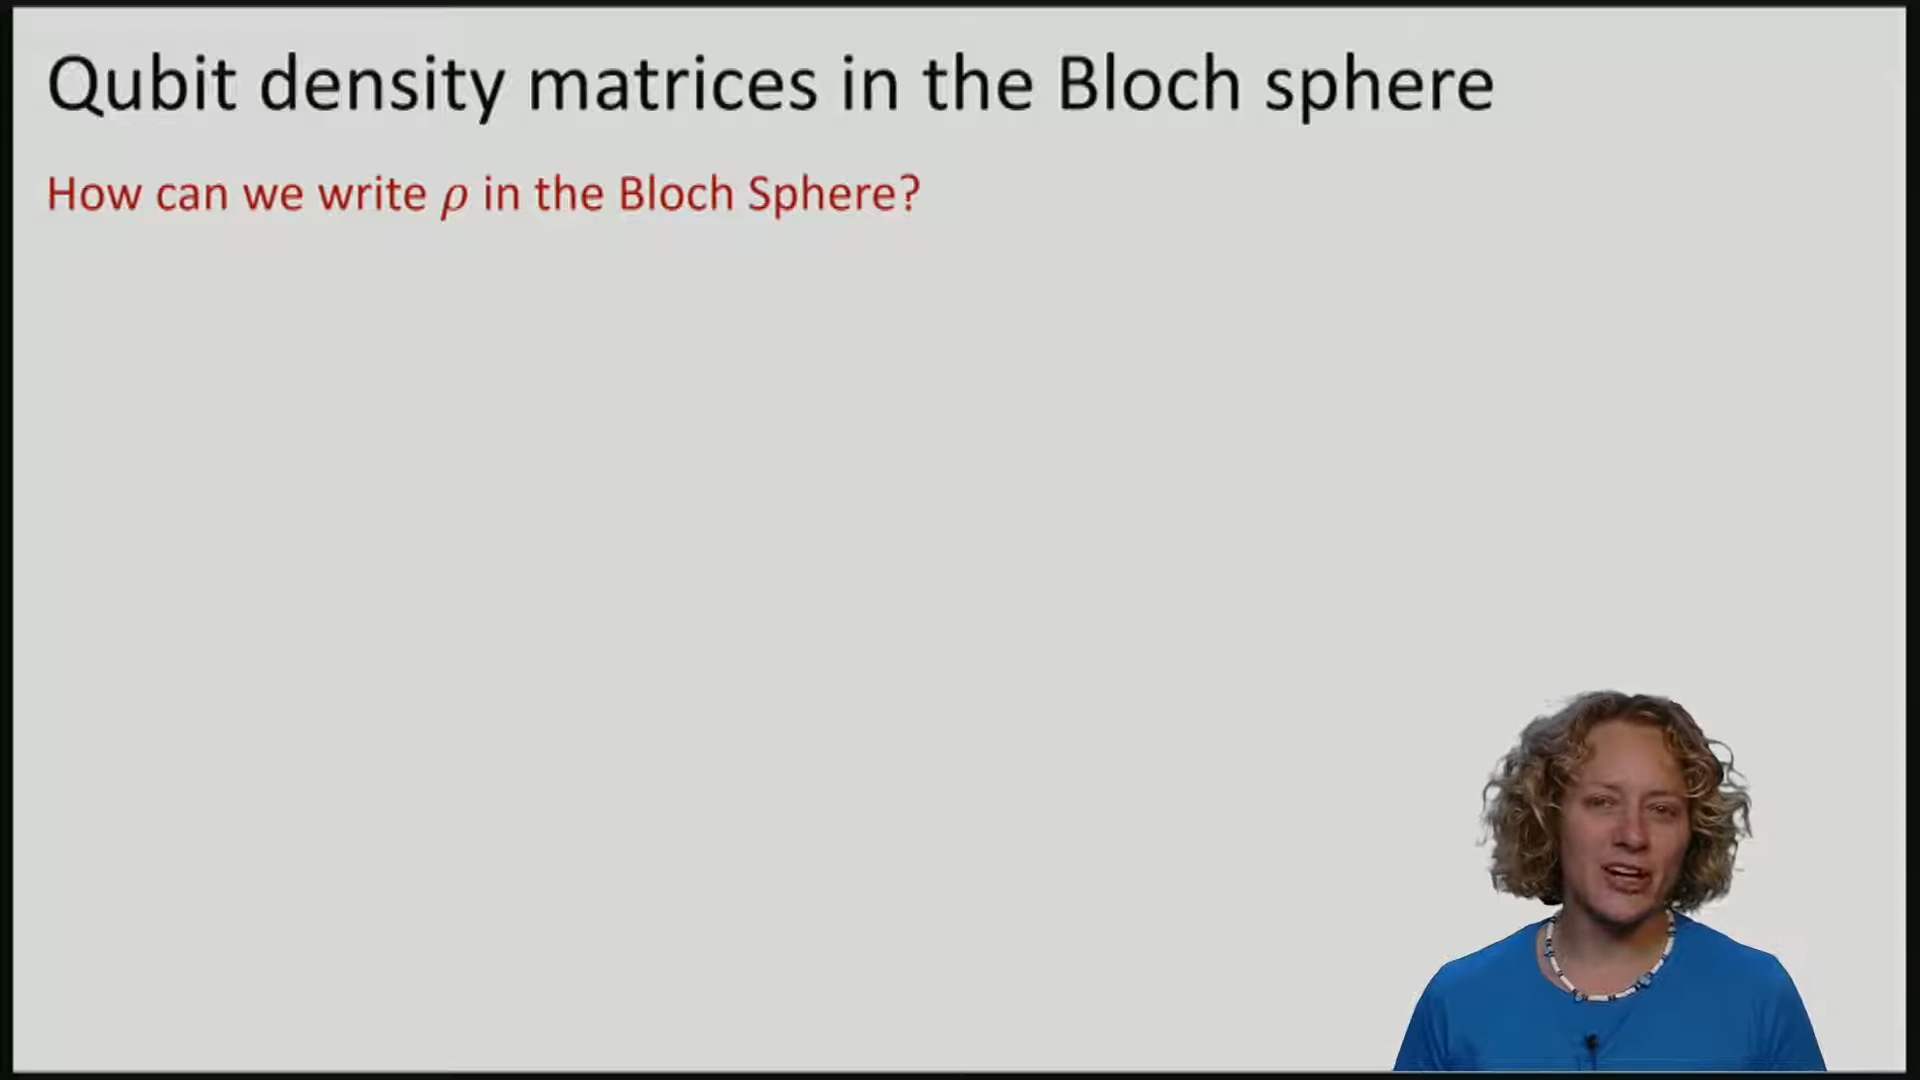 Qubit density matrices in the Bloch sphere
How can we write ρ in the Bloch Sphere?